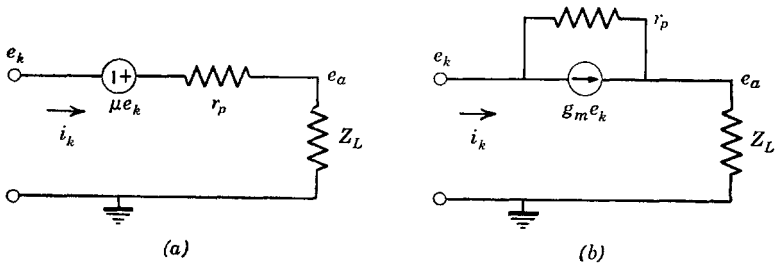 e_k
1+
μe_k
r_p
e_a
i_k
Z_L
(a)
r_p
e_k
e_a
g_m e_k
i_k
Z_L
(b)